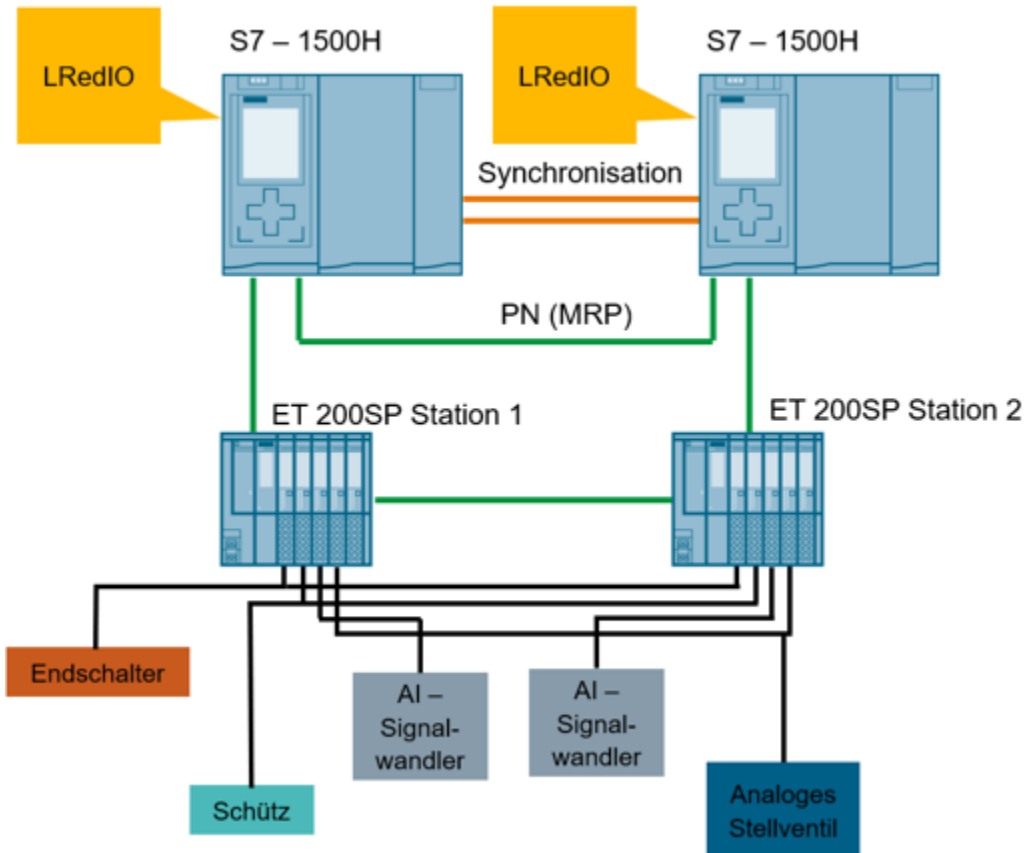 S7 – 1500H
S7 – 1500H
LRedIO
LRedIO
Synchronisation
PN (MRP)
ET 200SP Station 1
ET 200SP Station 2
Endschalter
AI –
Signal-
wandler
AI –
Signal-
wandler
Schütz
Analoges
Stellventil